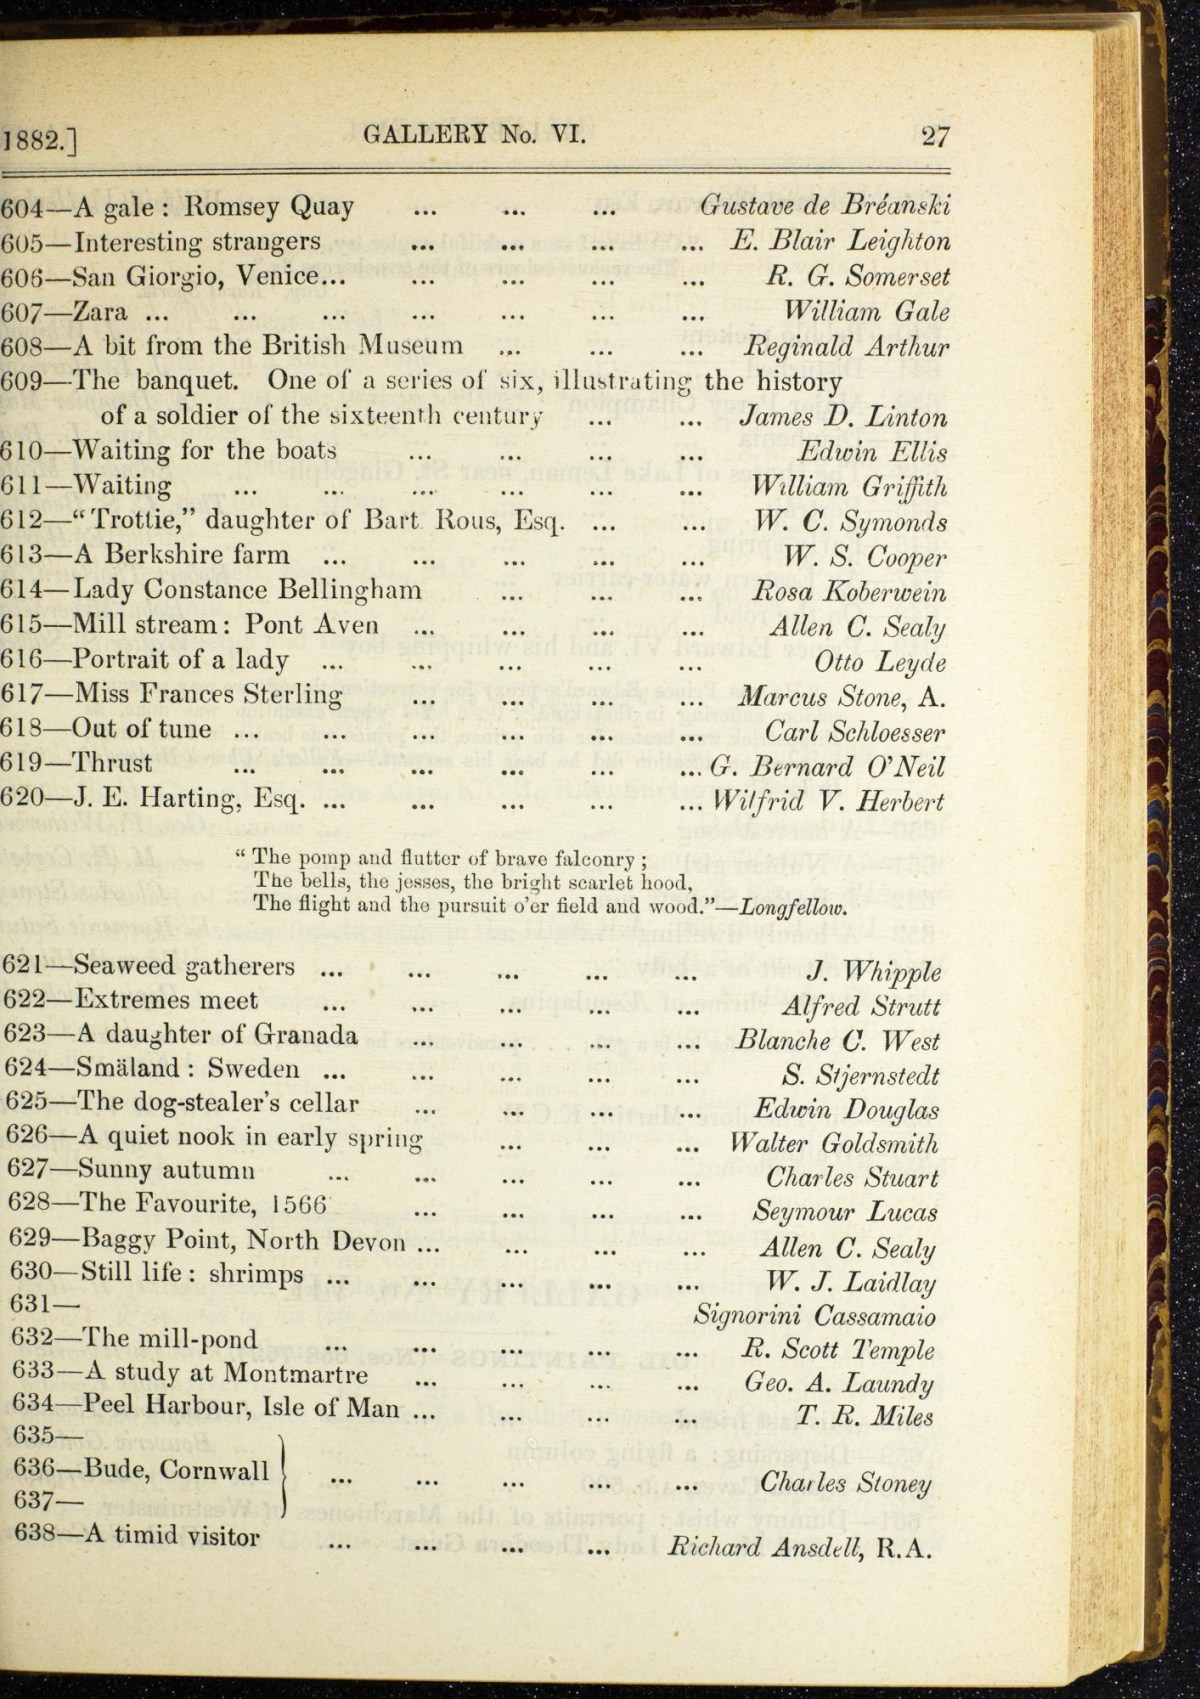 1882.] GALLERY No. VI. 27
604—A gale : Romsey Quay ... ... ... Gustave de Bréanski
605—Interesting strangers ... ... ... ... E. Blair Leighton
606—San Giorgio, Venice... ... ... ... ... R. G. Somerset
607—Zara ... ... ... ... ... ... ... William Gale
608—A bit from the British Museum ... ... ... Reginald Arthur
609—The banquet. One of a series of six, illustrating the history
of a soldier of the sixteenth century ... ... James D. Linton
610—Waiting for the boats ... ... ... ... Edwin Ellis
611—Waiting ... ... ... ... ... ... William Griffith
612—“Trottie,” daughter of Bart. Rous, Esq. ... ... W. C. Symonds
613—A Berkshire farm ... ... ... ... ... W. S. Cooper
614—Lady Constance Bellingham ... ... ... Rosa Koberwein
615—Mill stream : Pont Aven ... ... ... ... Allen C. Sealy
616—Portrait of a lady ... ... ... ... ... Otto Leyde
617—Miss Frances Sterling ... ... ... ... Marcus Stone, A.
618—Out of tune ... ... ... ... ... ... Carl Schloesser
619—Thrust ... ... ... ... ... ... G. Bernard O'Neil
620—J. E. Harting, Esq. ... ... ... ... ... Wilfrid V. Herbert
“ The pomp and flutter of brave falconry ;
The bells, the jesses, the bright scarlet hood,
The flight and the pursuit o'er field and wood.”—Longfellow.
621—Seaweed gatherers ... ... ... ... ... J. Whipple
622—Extremes meet ... ... ... ... ... Alfred Strutt
623—A daughter of Granada ... ... ... ... Blanche C. West
624—Smäland : Sweden ... ... ... ... ... S. Stjernstedt
625—The dog-stealer's cellar ... ... ... ... Edwin Douglas
626—A quiet nook in early spring ... ... ... Walter Goldsmith
627—Sunny autumn ... ... ... ... ... Charles Stuart
628—The Favourite, 1566 ... ... ... ... Seymour Lucas
629—Baggy Point, North Devon ... ... ... ... Allen C. Sealy
630—Still life : shrimps ... ... ... ... ... W. J. Laidlay
631— Signorini Cassamaio
632—The mill-pond ... ... ... ... ... R. Scott Temple
633—A study at Montmartre ... ... ... ... Geo. A. Laundy
634—Peel Harbour, Isle of Man ... ... ... ... T. R. Miles
635—
636—Bude, Cornwall } ... ... ... ... ... Charles Stoney
637—
638—A timid visitor ... ... ... ... Richard Ansdell, R.A.